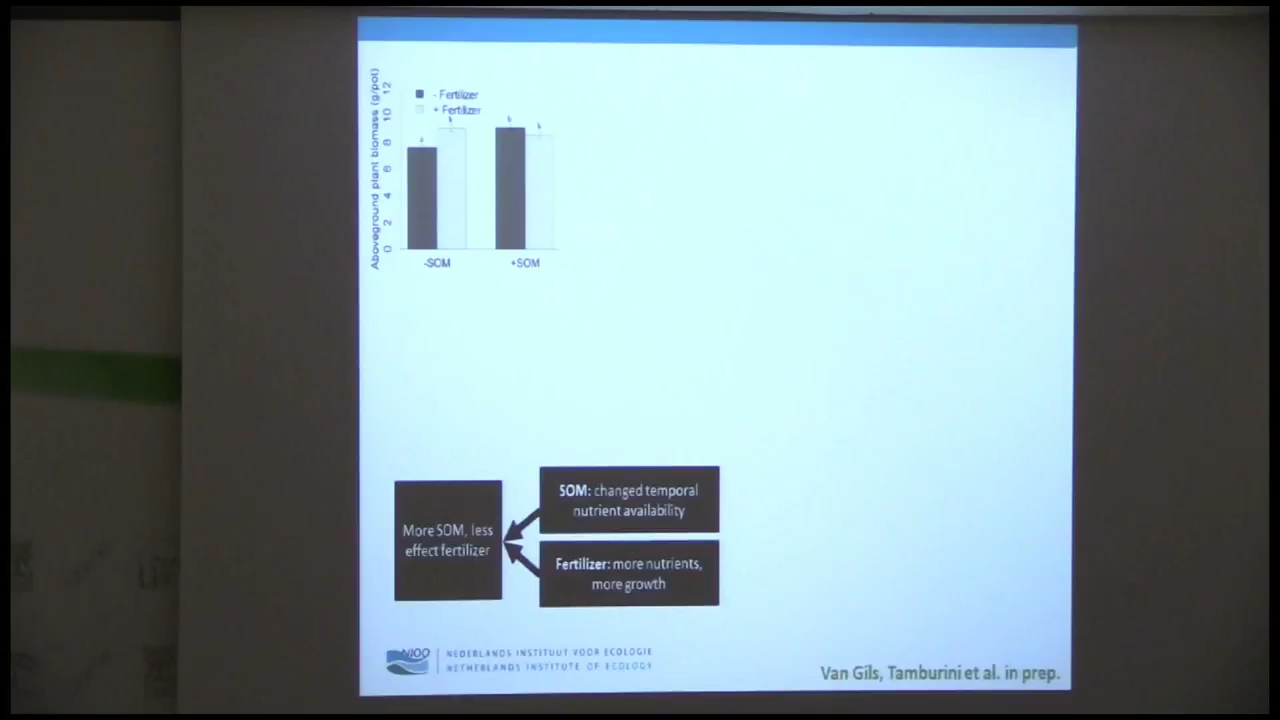 Aboveground plant biomass (g/pot)
12
10
8
6
4
2
0
- Fertilizer
+ Fertilizer
-SOM
+SOM
More SOM, less
effect fertilizer
SOM: changed temporal
nutrient availability
Fertilizer: more nutrients,
more growth
NIOO
NEDERLANDS INSTITUUT VOOR ECOLOGIE
NETHERLANDS INSTITUTE OF ECOLOGY
Van Gils, Tamburini et al. in prep.